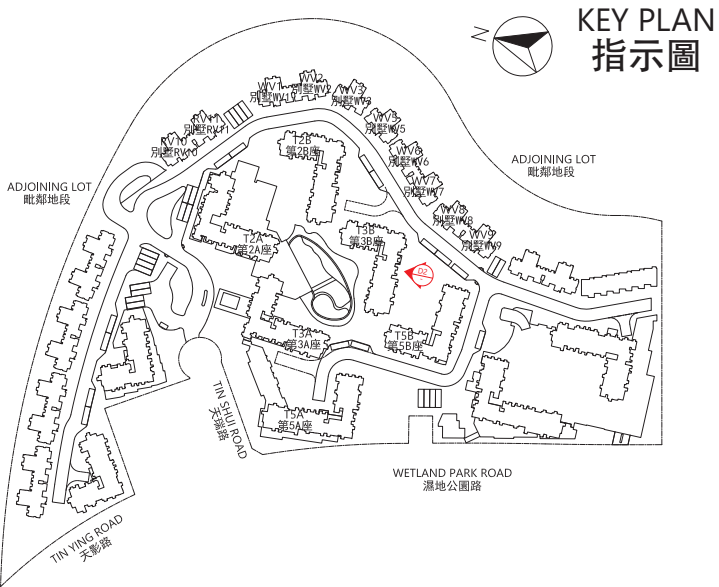 KEY PLAN
指示圖
N
WV2
別墅WV2
WV1
別墅WV1
WV3
別墅WV3
RV11
別墅RV11
WV5
別墅WV5
RV10
別墅RV10
T2B
第2B座
WV6
別墅WV6
ADJOINING LOT
毗鄰地段
ADJOINING LOT
毗鄰地段
WV7
別墅WV7
WV8
別墅WV8
T3B
第3B座
WV9
別墅WV9
T2A
第2A座
D2
T3A
第3A座
T5B
第5B座
T5A
第5A座
TIN SHUI ROAD
天瑞路
WETLAND PARK ROAD
濕地公園路
TIN YING ROAD
天影路